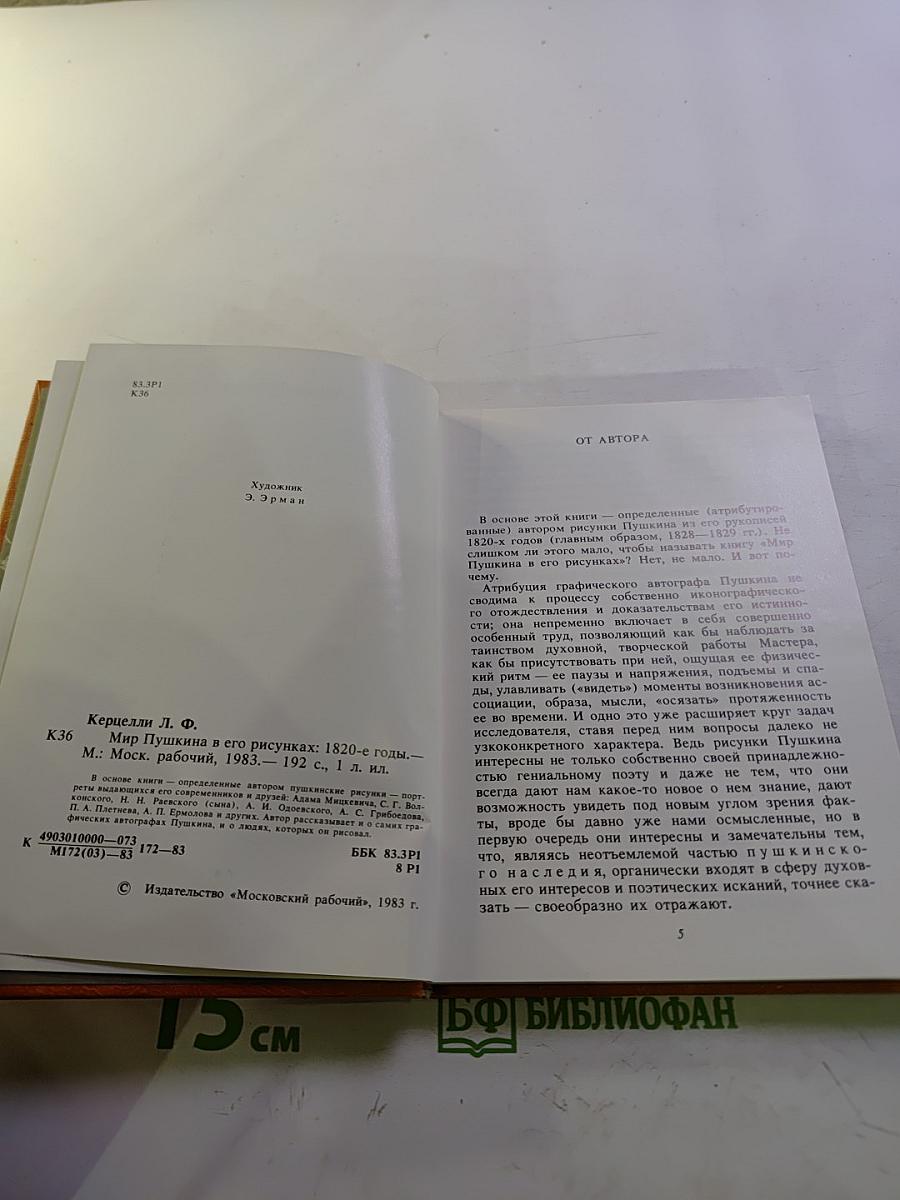 83.3Р1
К36
Художник
Э. Эрман
Керцелли Л. Ф.
К36 Мир Пушкина в его рисунках: 1820-е годы.—
М.: Моск. рабочий, 1983.— 192 с., 1 л. ил.
В основе книги — определенные автором пушкинские рисунки — порт-
реты выдающихся его современников и друзей: Адама Мицкевича, С. Г. Вол-
конского, Н. Н. Раевского (сына), А. И. Одоевского, А. С. Грибоедова,
П. А. Плетнева, А. П. Ермолова и других. Автор рассказывает и о самих гра-
фических автографах Пушкина, и о людях, которых он рисовал.
К 4903010000—073
М172(03)—83 172—83
ББК 83.3Р1
8 Р1
© Издательство «Московский рабочий», 1983 г.
ОТ АВТОРА
В основе этой книги — определенные (атрибутиро-
ванные) автором рисунки Пушкина из его рукописей
1820-х годов (главным образом, 1828—1829 гг.). Не
слишком ли этого мало, чтобы называть книгу «Мир
Пушкина в его рисунках»? Нет, не мало. И вот по-
чему.
Атрибуция графического автографа Пушкина не
сводима к процессу собственно иконографическо-
го отождествления и доказательствам его истинно-
сти; она непременно включает в себя совершенно
особенный труд, позволяющий как бы наблюдать за
таинством духовной, творческой работы Мастера,
как бы присутствовать при ней, ощущая ее физичес-
кий ритм — ее паузы и напряжения, подъемы и спа-
ды, улавливать («видеть») моменты возникновения ас-
социации, образа, мысли, «осязать» протяженность
ее во времени. И одно это уже расширяет круг задач
исследователя, ставя перед ним вопросы далеко не
узкоконкретного характера. Ведь рисунки Пушкина
интересны не только собственно своей принадлежно-
стью гениальному поэту и даже не тем, что они
всегда дают нам какое-то новое о нем знание, дают
возможность увидеть под новым углом зрения фак-
ты, вроде бы давно уже нами осмысленные, но в
первую очередь они интересны и замечательны тем,
что, являясь неотъемлемой частью пушкинско-
го наследия, органически входят в сферу духов-
ных его интересов и поэтических исканий, точнее ска-
зать — своеобразно их отражают.
5
15 см
БФ БИБЛИОФАН